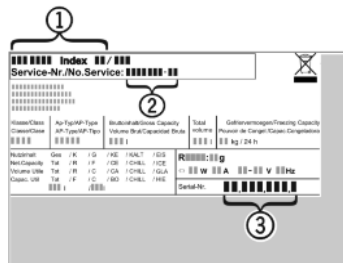 1
Index /
Service-Nr./No.Service: -
2
3
Klasse/Class Ap-Typ/AP-Type Bruttoinhalt/Gross Capacity Total Gefriervermoegen/Freezing Capacity
Classe/Clase AP-Type/AP-Tipo Volume Brut/Capacidad Bruta volume Pouvoir de Congel./Capac.Congeladora
kg / 24 h
Nutzinhalt Ges / K / G / KE / KALT / EIS
Net Capacity Tot / R / F / CE / CHILL / ICE
Volume Utile Tot / R / C / CA / CHILL / GLA
Capac. Util Tot / F / C / BO / CHILL / HIE
R : g
W A - V Hz
Serial-Nr.